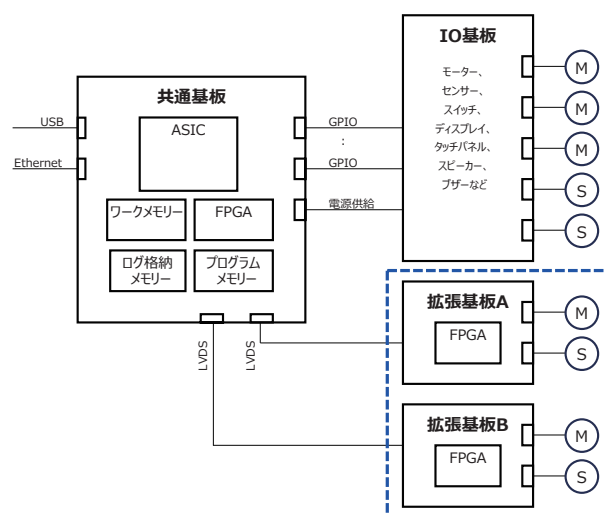 共通基板
ASIC
ワークメモリー
FPGA
ログ格納
メモリー
プログラム
メモリー
USB
Ethernet
GPIO
:
GPIO
電源供給
LVDS
LVDS
IO基板
モーター、
センサー、
スイッチ、
ディスプレイ、
タッチパネル、
スピーカー、
ブザーなど
M
M
M
S
S
拡張基板A
FPGA
M
S
拡張基板B
FPGA
M
S